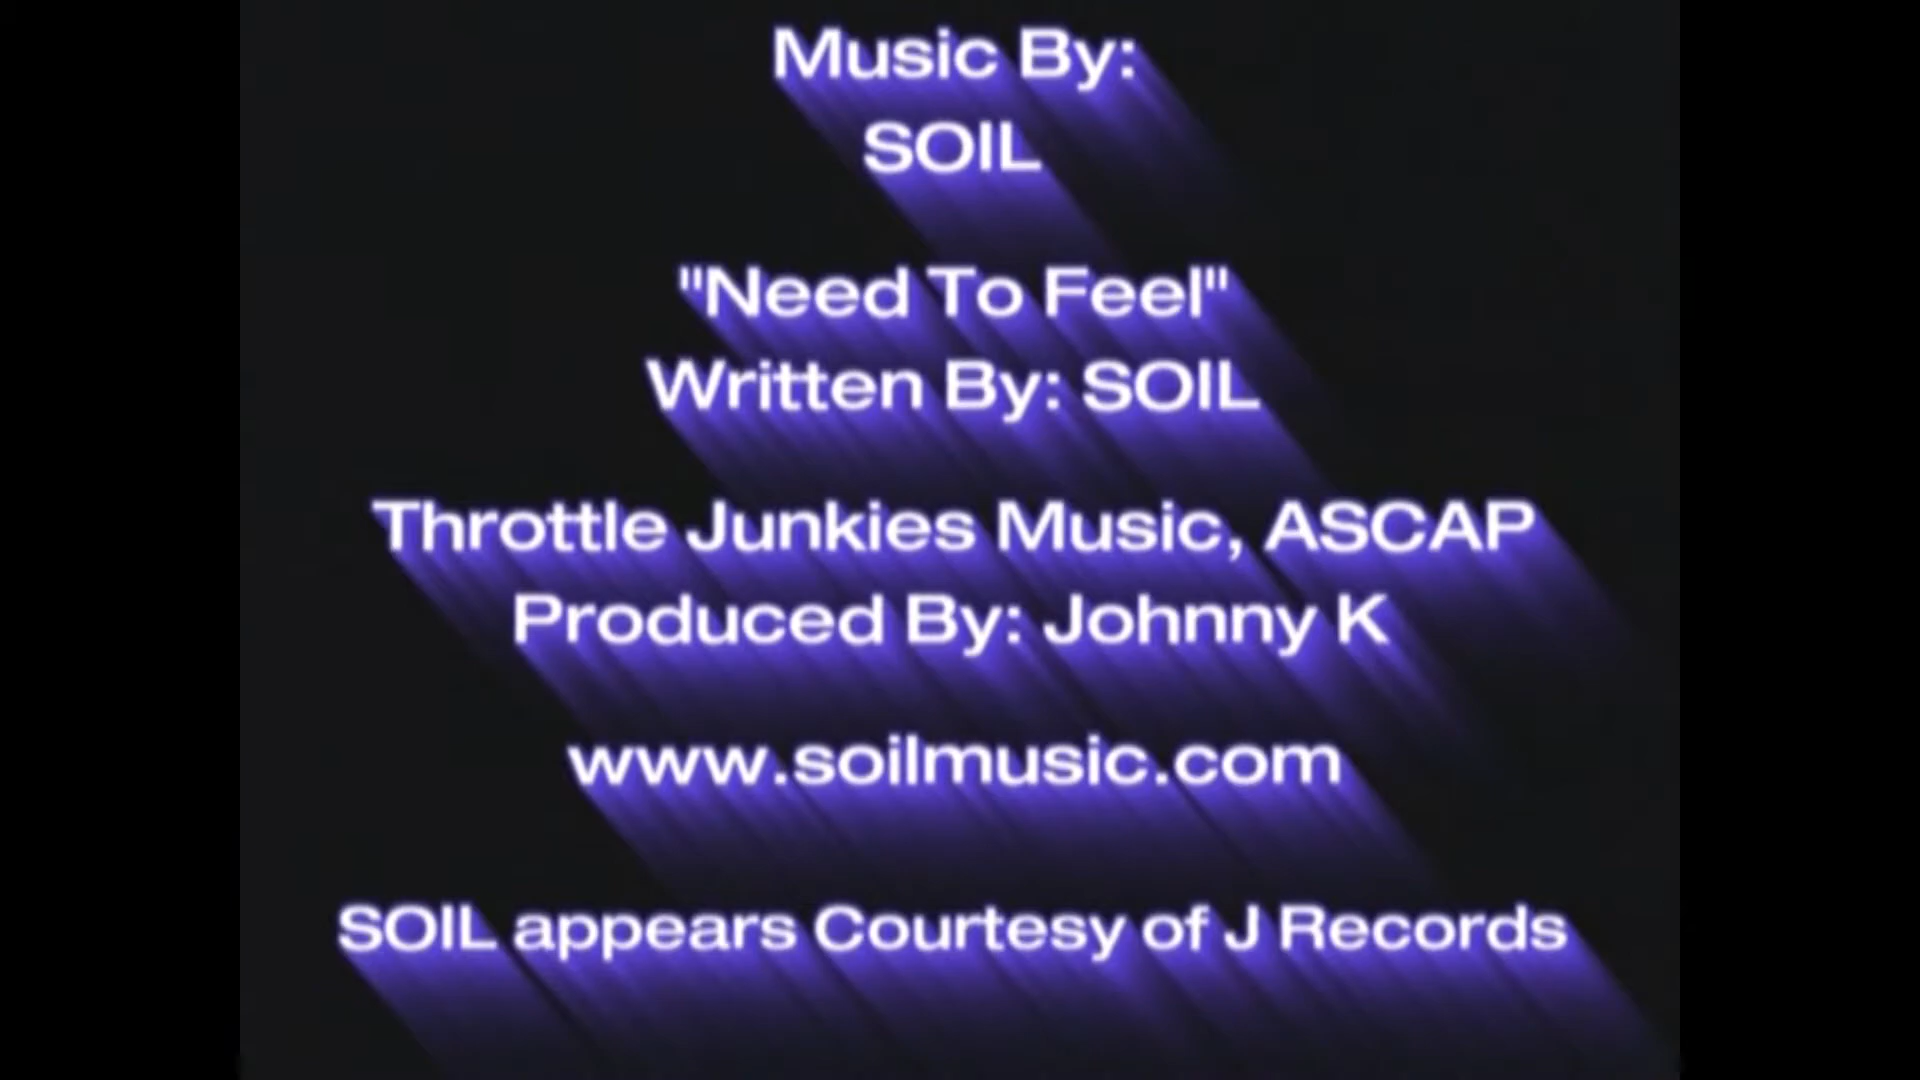 Music By:
SOIL
"Need To Feel"
Written By: SOIL
Throttle Junkies Music, ASCAP
Produced By: Johnny K
www.soilmusic.com
SOIL appears Courtesy of J Records